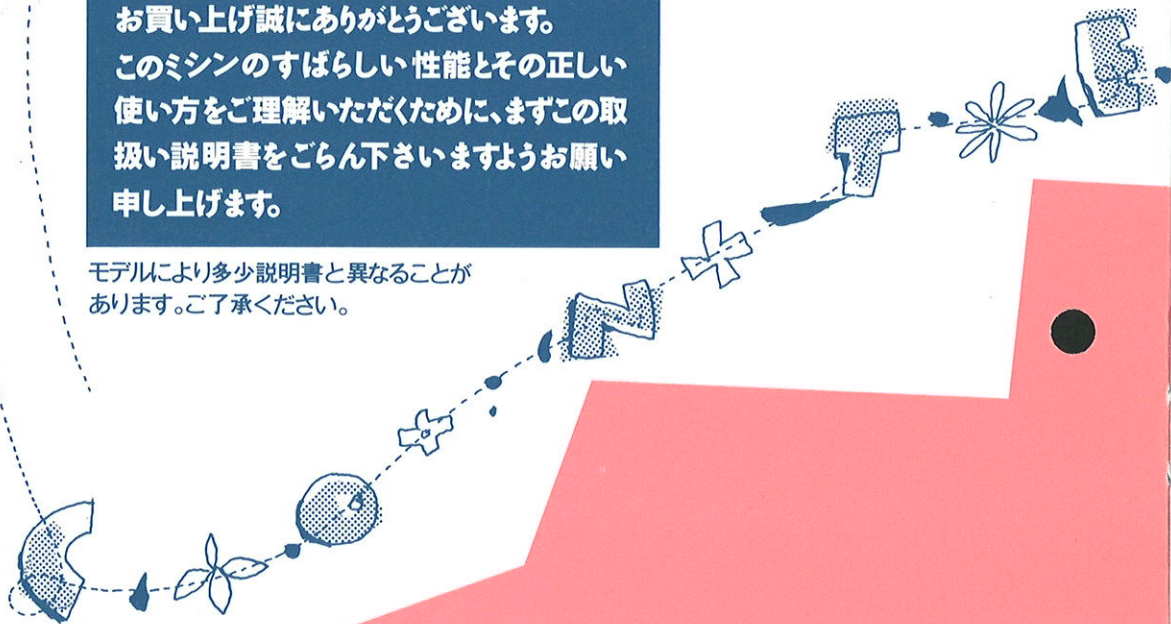 お買い上げ誠にありがとうございます。
このミシンのすばらしい性能とその正しい
使い方をご理解いただくために、まずこの取
扱い説明書をごらん下さいますようお願い
申し上げます。
モデルにより多少説明書と異なることが
あります。ご了承ください。
C O N T E